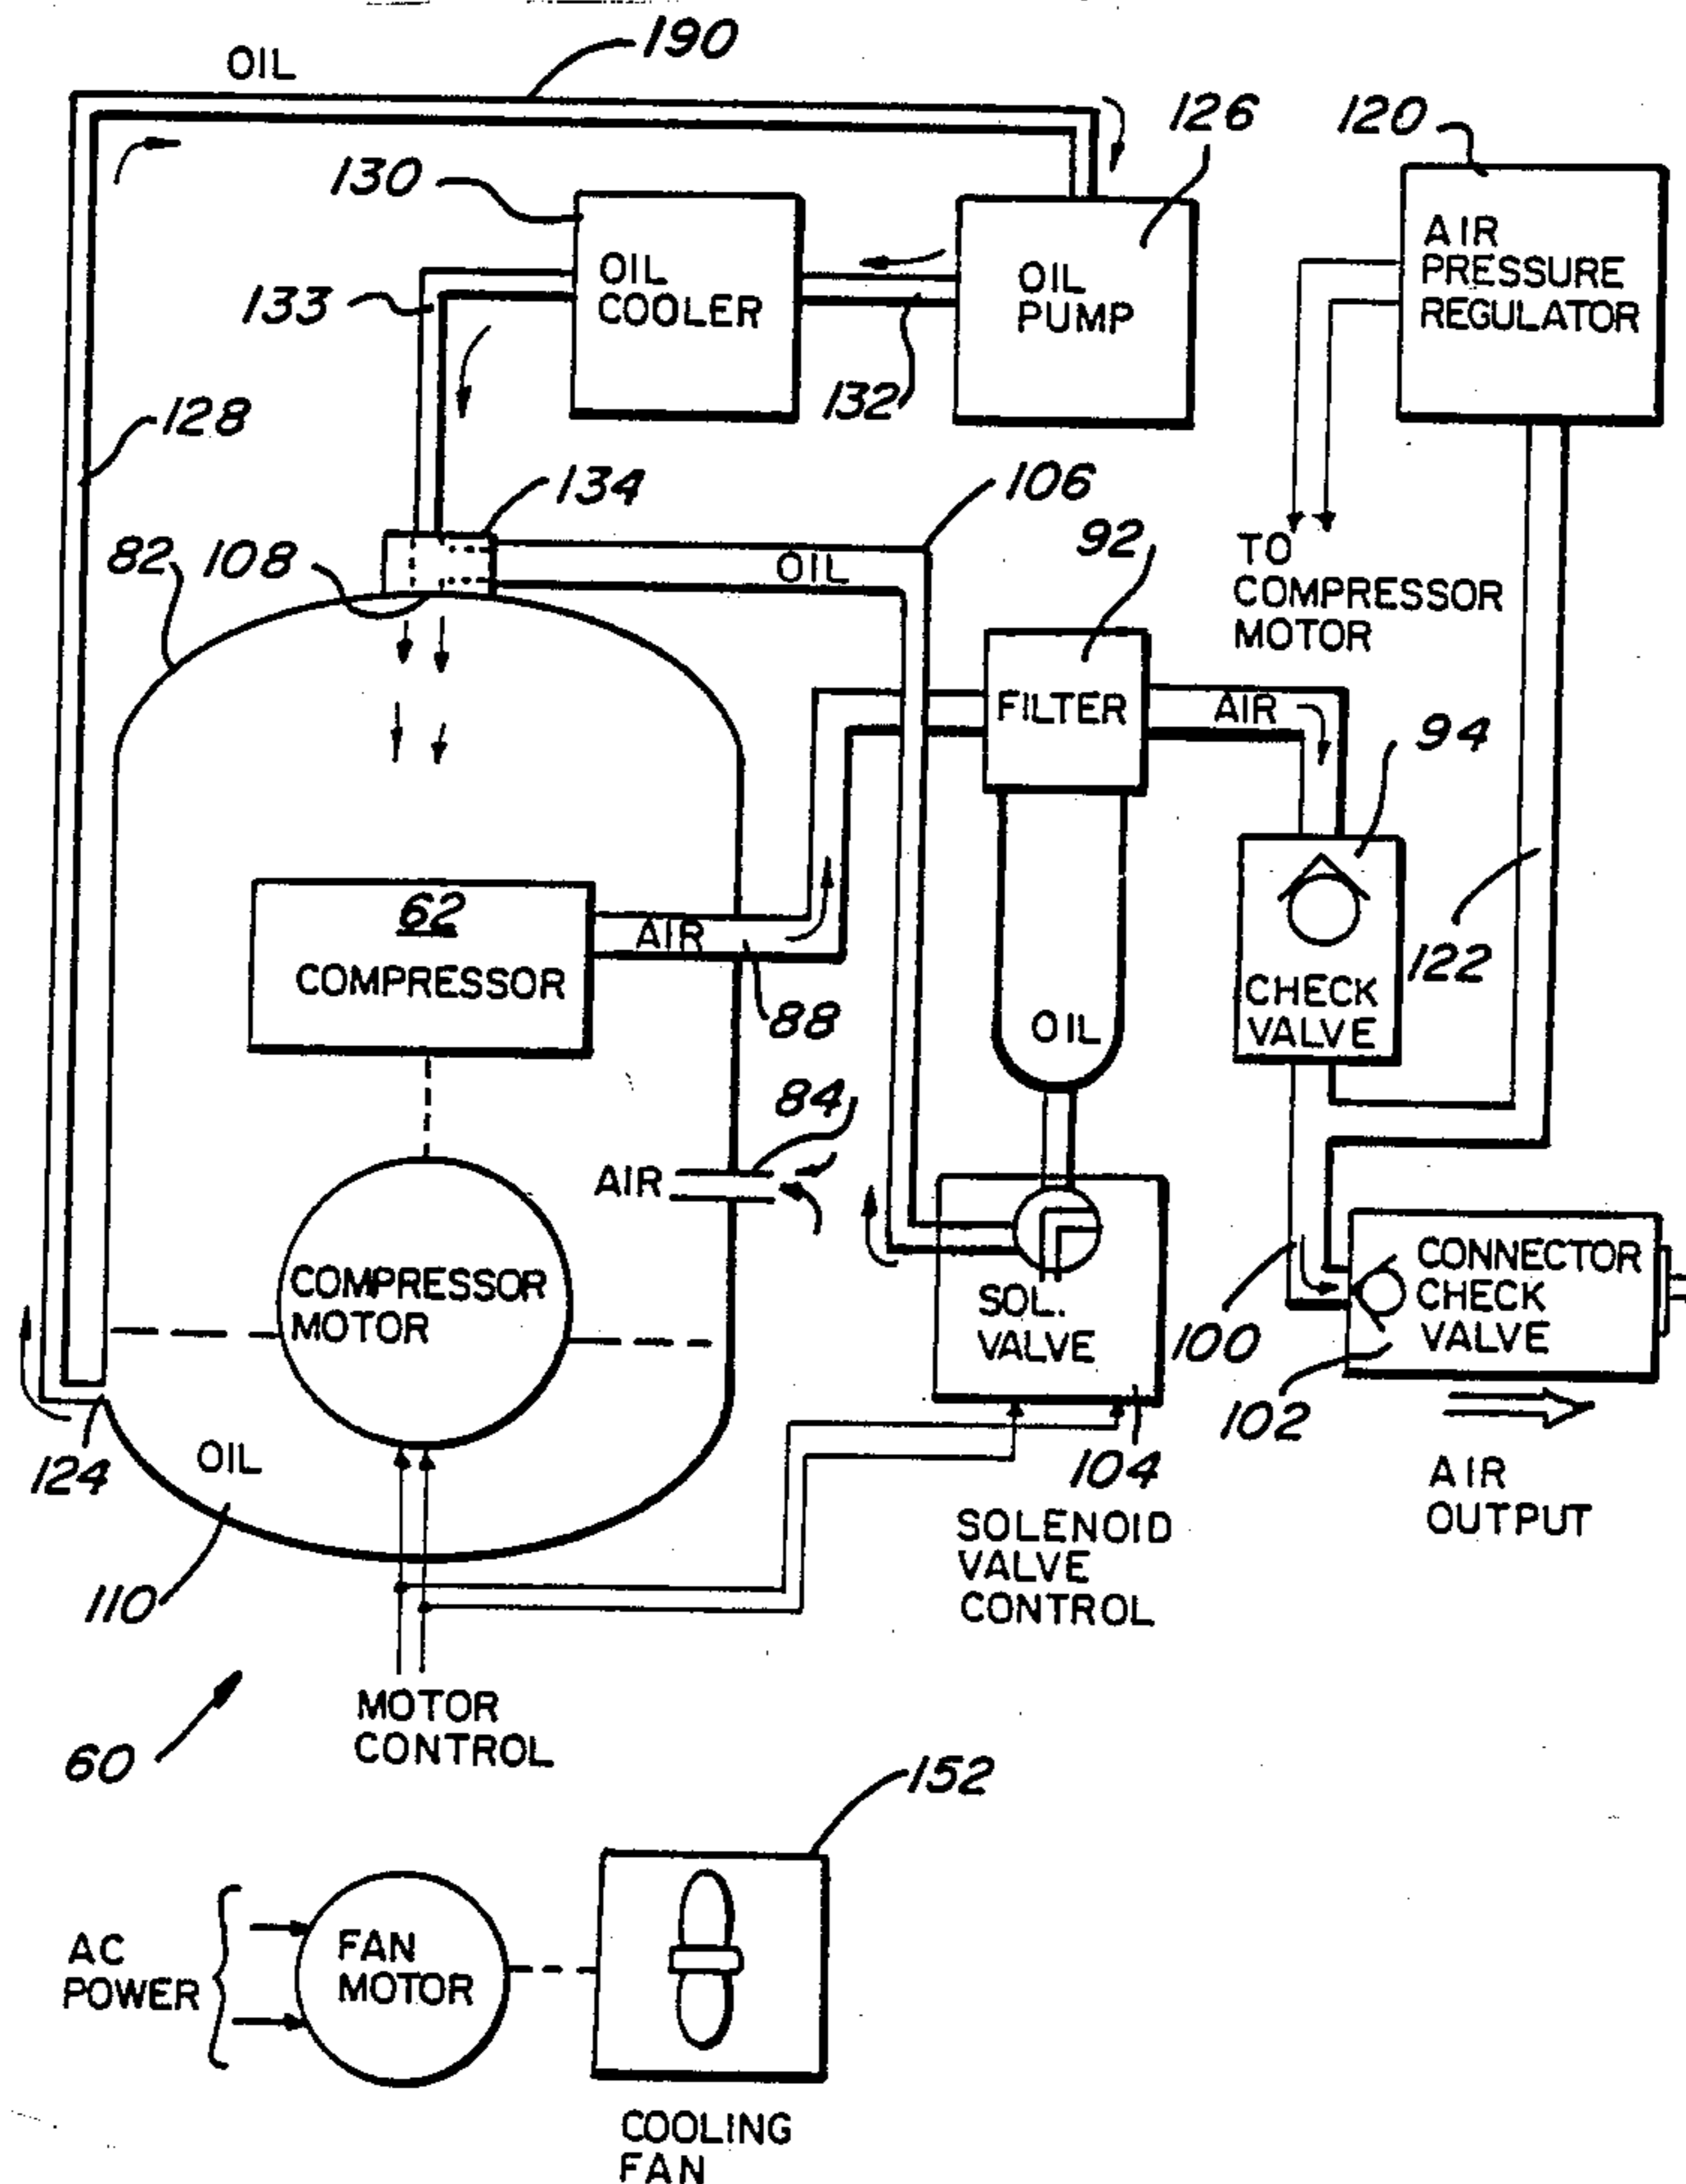 OIL
190
126
120
130
OIL
COOLER
OIL
PUMP
AIR
PRESSURE
REGULATOR
133
132
128
134
106
92
82
108
OIL
TO
COMPRESSOR
MOTOR
FILTER
AIR
94
62
COMPRESSOR
AIR
88
OIL
CHECK
VALVE
122
84
AIR
COMPRESSOR
MOTOR
SOL.
VALVE
100
CONNECTOR
CHECK
VALVE
102
124
OIL
104
AIR
OUTPUT
SOLENOID
VALVE
CONTROL
110
MOTOR
CONTROL
60
152
AC
POWER
FAN
MOTOR
COOLING
FAN